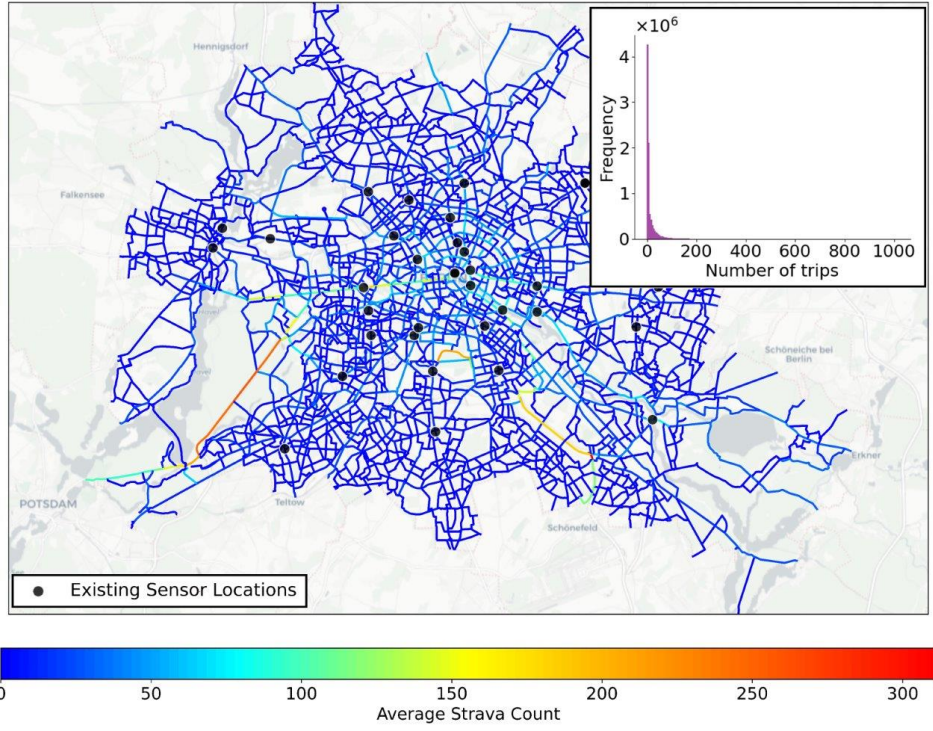 Hennigsdorf
×10⁶
4
3
2
1
0
Frequency
0 200 400 600 800 1000
Number of trips
Falkensee
Havel
Havel
Schöneiche bei
Berlin
Erkner
POTSDAM
Teltow
Schönefeld
Existing Sensor Locations
0 50 100 150 200 250 300
Average Strava Count